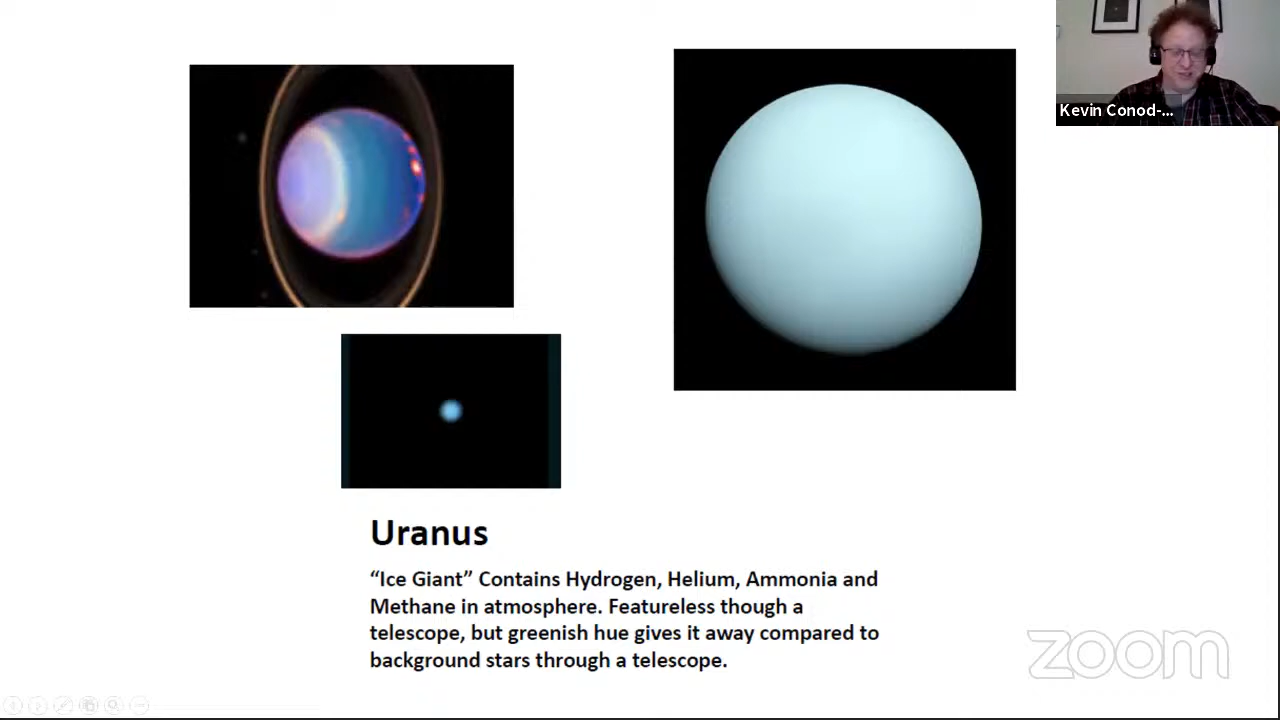 Kevin Conod-...
Uranus
“Ice Giant” Contains Hydrogen, Helium, Ammonia and
Methane in atmosphere. Featureless though a
telescope, but greenish hue gives it away compared to
background stars through a telescope.
zoom